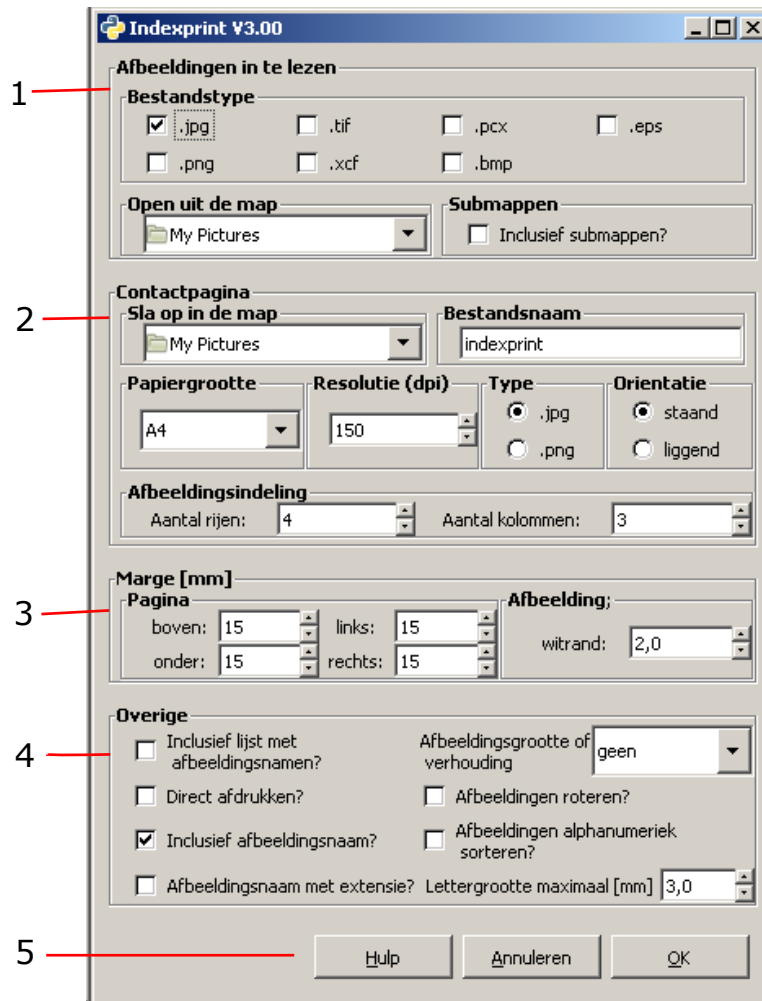 Indexprint V3.00
1
Afbeeldingen in te lezen
Bestandstype
.jpg .tif .pcx .eps
.png .xcf .bmp
Open uit de map Submappen
My Pictures Inclusief submappen?
2
Contactpagina
Sla op in de map Bestandsnaam
My Pictures indexprint
Papiergrootte Resolutie (dpi) Type Orientatie
A4 150 .jpg staand
.png liggend
Afbeeldingsindeling
Aantal rijen: 4 Aantal kolommen: 3
3
Marge [mm]
Pagina Afbeelding;
boven: 15 links: 15
witrand: 2,0
onder: 15 rechts: 15
4
Overige
Inclusief lijst met
afbeeldingsnamen?
Afbeeldingsgrootte of
verhouding
geen
Direct afdrukken? Afbeeldingen roteren?
Inclusief afbeeldingsnaam?
Afbeeldingen alphanumeriek
sorteren?
Afbeeldingsnaam met extensie? Lettergrootte maximaal [mm] 3,0
5
Hulp Annuleren OK